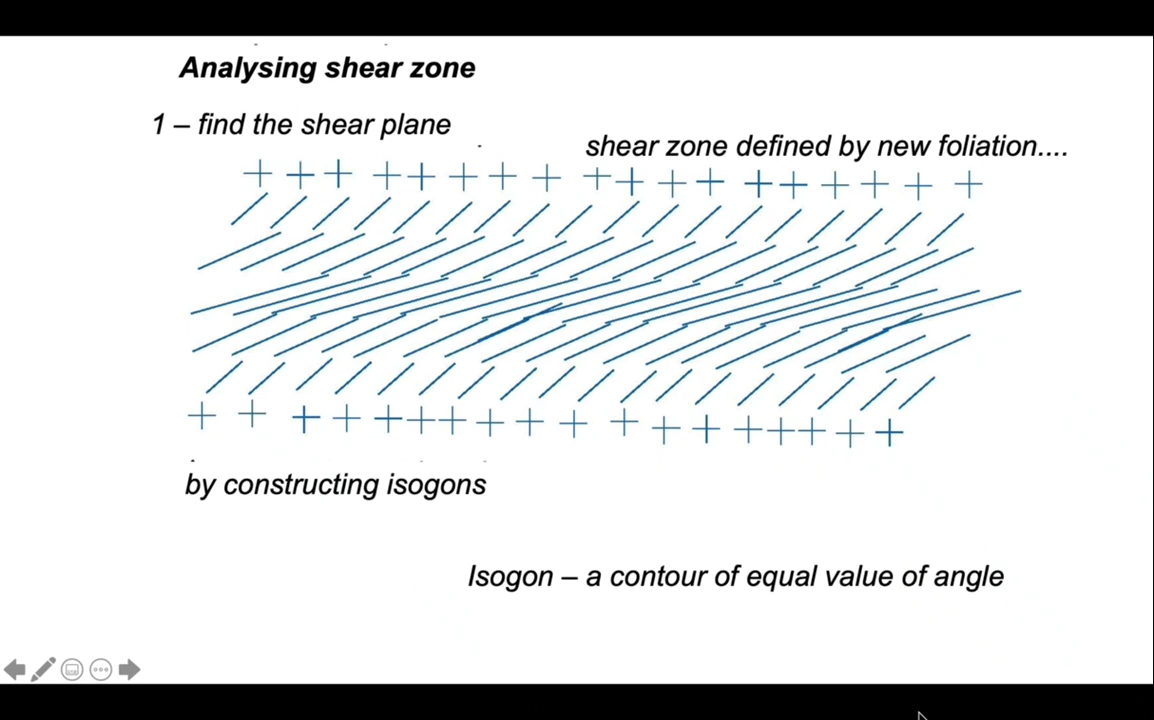 Analysing shear zone
1 – find the shear plane
shear zone defined by new foliation....
by constructing isogons
Isogon – a contour of equal value of angle